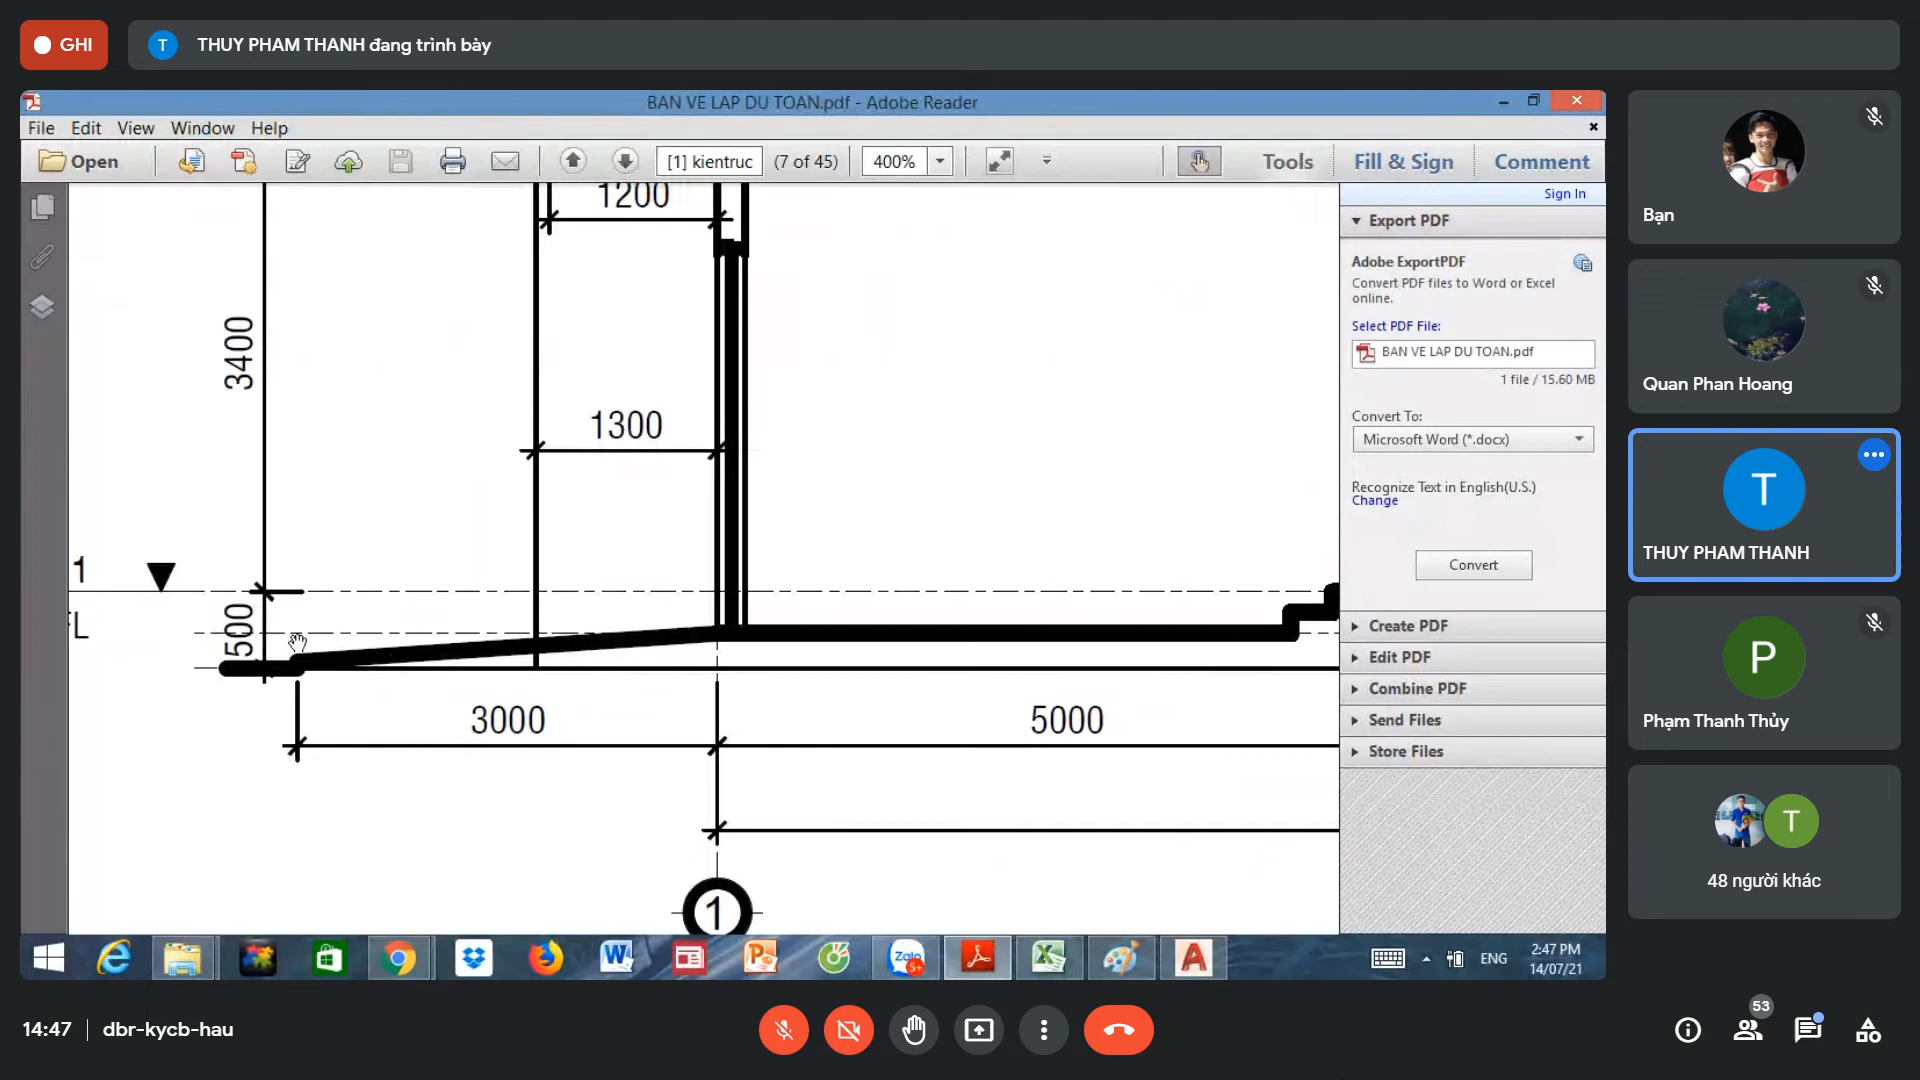 GHI
T
THUY PHAM THANH đang trình bày
BAN VE LAP DU TOAN.pdf - Adobe Reader
File Edit View Window Help
Open
[1] kientruc
(7 of 45)
400%
Tools
Fill & Sign
Comment
Sign In
Export PDF
Adobe ExportPDF
Convert PDF files to Word or Excel
online.
Select PDF File:
BAN VE LAP DU TOAN.pdf
1 file / 15.60 MB
Convert To:
Microsoft Word (*.docx)
Recognize Text in English(U.S.)
Change
Convert
Create PDF
Edit PDF
Combine PDF
Send Files
Store Files
1200
3400
1300
1
FL
500
3000
5000
1
Bạn
Quan Phan Hoang
T
THUY PHAM THANH
P
Phạm Thanh Thủy
T
48 người khác
Zalo
5+
ENG
2:47 PM
14/07/21
14:47
dbr-kycb-hau
53